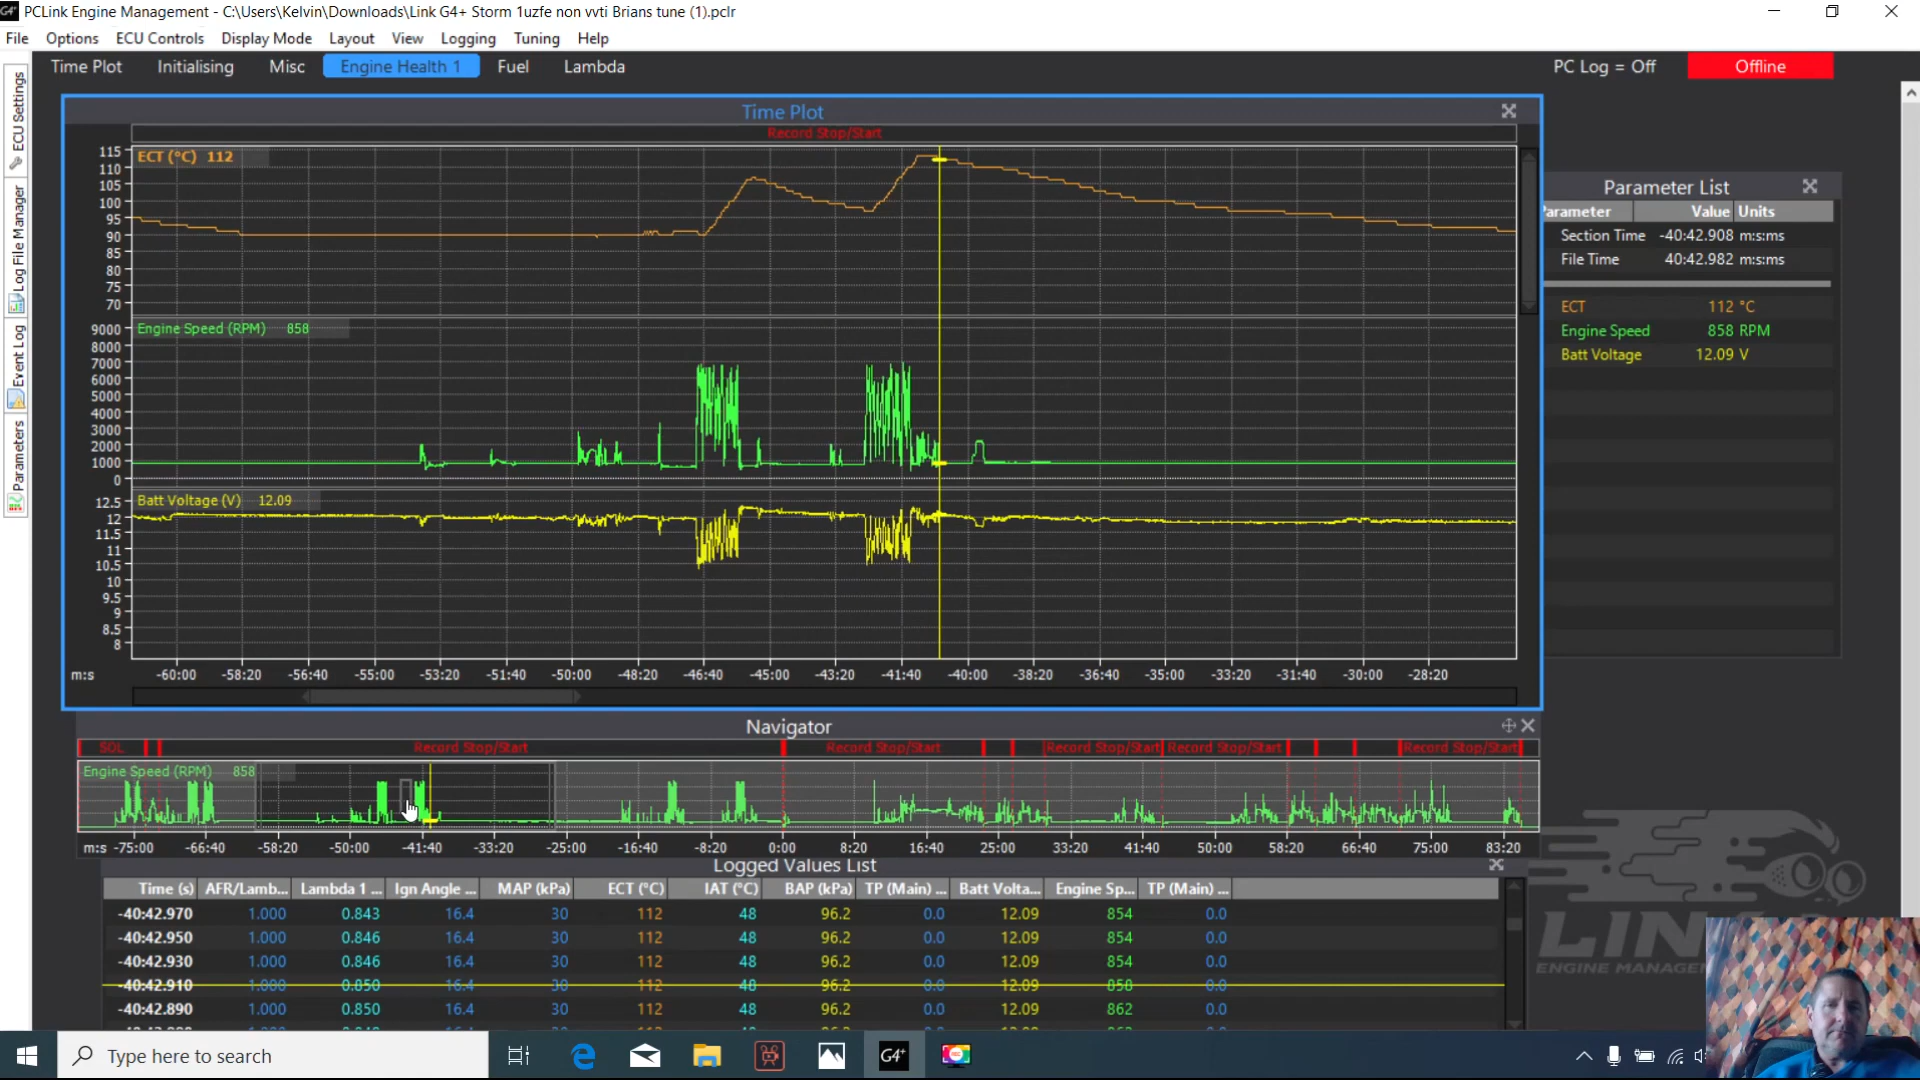 G4+ PCLink Engine Management - C:\Users\Kelvin\Downloads\Link G4+ Storm 1uzfe non vvti Brians tune (1).pclr
File Options ECU Controls Display Mode Layout View Logging Tuning Help
Time Plot Initialising Misc Engine Health 1 Fuel Lambda PC Log = Off Offline
ECU Settings
Log File Manager
Event Log
Parameters
Time Plot
Record Stop/Start
ECT (°C) 112
115
110
105
100
95
90
85
80
75
70
Engine Speed (RPM) 858
9000
8000
7000
6000
5000
4000
3000
2000
1000
0
Batt Voltage (V) 12.09
12.5
12
11.5
11
10.5
10
9.5
9
8.5
8
m:s -60:00 -58:20 -56:40 -55:00 -53:20 -51:40 -50:00 -48:20 -46:40 -45:00 -43:20 -41:40 -40:00 -38:20 -36:40 -35:00 -33:20 -31:40 -30:00 -28:20
Parameter List
Parameter Value Units
Section Time -40:42.908 m:s:ms
File Time 40:42.982 m:s:ms
ECT 112 °C
Engine Speed 858 RPM
Batt Voltage 12.09 V
Navigator
SOL Record Stop/Start Record Stop/Start Record Stop/Start Record Stop/Start Record Stop/Start
Engine Speed (RPM) 858
m:s -75:00 -66:40 -58:20 -50:00 -41:40 -33:20 -25:00 -16:40 -8:20 0:00 8:20 16:40 25:00 33:20 41:40 50:00 58:20 66:40 75:00 83:20
Logged Values List
Time (s) AFR/Lamb... Lambda 1 ... Ign Angle ... MAP (kPa) ECT (°C) IAT (°C) BAP (kPa) TP (Main) ... Batt Volta... Engine Sp... TP (Main) ...
-40:42.970 1.000 0.843 16.4 30 112 48 96.2 0.0 12.09 854 0.0
-40:42.950 1.000 0.846 16.4 30 112 48 96.2 0.0 12.09 854 0.0
-40:42.930 1.000 0.846 16.4 30 112 48 96.2 0.0 12.09 854 0.0
-40:42.910 1.000 0.850 16.4 30 112 48 96.2 0.0 12.09 858 0.0
-40:42.890 1.000 0.850 16.4 30 112 48 96.2 0.0 12.09 862 0.0
ENGINE
Type here to search
G4+